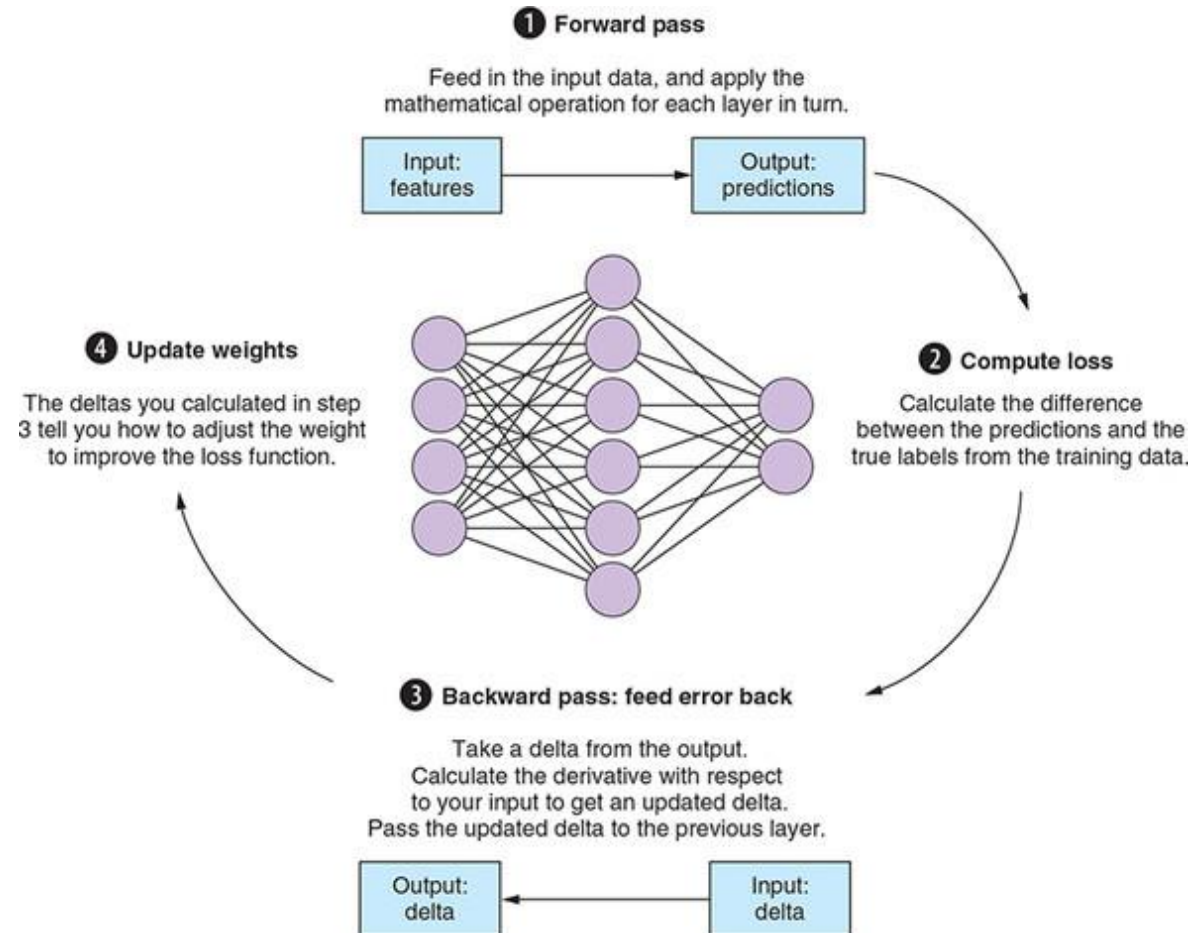 1 Forward pass
Feed in the input data, and apply the
mathematical operation for each layer in turn.
Input:
features
Output:
predictions
2 Compute loss
Calculate the difference
between the predictions and the
true labels from the training data.
3 Backward pass: feed error back
Take a delta from the output.
Calculate the derivative with respect
to your input to get an updated delta.
Pass the updated delta to the previous layer.
Output:
delta
Input:
delta
4 Update weights
The deltas you calculated in step
3 tell you how to adjust the weight
to improve the loss function.